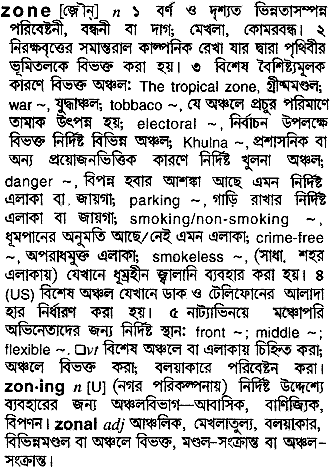 zone [জ়োন্] n ১ বর্ণ ও দৃশ্যত ভিন্নতাসম্পন্ন
পরিবেষ্টনী, বন্ধনী বা দাগ; মেখলা, কোমরবন্ধ। ২
নিরক্ষবৃত্তের সমান্তরাল কাল্পনিক রেখা যার দ্বারা পৃথিবীর
ভূমিতলকে বিভক্ত করা হয়। ৩ বিশেষ বৈশিষ্ট্যমূলক
কারণে বিভক্ত অঞ্চল: The tropical zone, গ্রীষ্মমণ্ডল;
war ~, যুদ্ধাঞ্চল; tobbaco ~, যে অঞ্চলে প্রচুর পরিমাণে
তামাক উৎপন্ন হয়; electoral ~, নির্বাচন উপলক্ষে
বিভক্ত নির্দিষ্ট বিভিন্ন অঞ্চল; Khulna ~, প্রশাসনিক বা
অন্য প্রয়োজনভিত্তিক কারণে নির্দিষ্ট খুলনা অঞ্চল;
danger ~, বিপন্ন হবার আশঙ্কা আছে এমন নির্দিষ্ট
এলাকা বা জায়গা; parking ~, গাড়ি রাখার নির্দিষ্ট
এলাকা বা জায়গা; smoking/non-smoking ~,
ধূমপানের অনুমতি আছে/নেই এমন এলাকা; crime-free
~, অপরাধমুক্ত এলাকা; smokeless ~, (সাধা. শহর
এলাকায়) যেখানে ধূম্রহীন জ্বালানি ব্যবহার করা হয়। ৪
(US) বিশেষ অঞ্চল যেখানে ডাক ও টেলিফোনের আলাদা
হার নির্ধারণ করা হয়। ৫ নাট্যাভিনয়ে মঞ্চোপরি
অভিনেতাদের জন্য নির্দিষ্ট স্থান: front ~; middle ~;
flexible ~. ❑vt বিশেষ অঞ্চলে বা এলাকায় চিহ্নিত করা;
অঞ্চলে বিভক্ত করা; বলয়াকারে পরিবেষ্টন করা।
zon·ing n [U] (নগর পরিকল্পনায়) নির্দিষ্ট উদ্দেশ্যে
ব্যবহারের জন্য অঞ্চলবিভাগ—আবাসিক, বাণিজ্যিক,
বিপণন। zonal adj আঞ্চলিক, মেখলাতুল্য, বলয়াকার,
বিভিন্নমণ্ডল বা অঞ্চলে বিভক্ত, মণ্ডল-সংক্রান্ত বা অঞ্চল-
সংক্রান্ত।